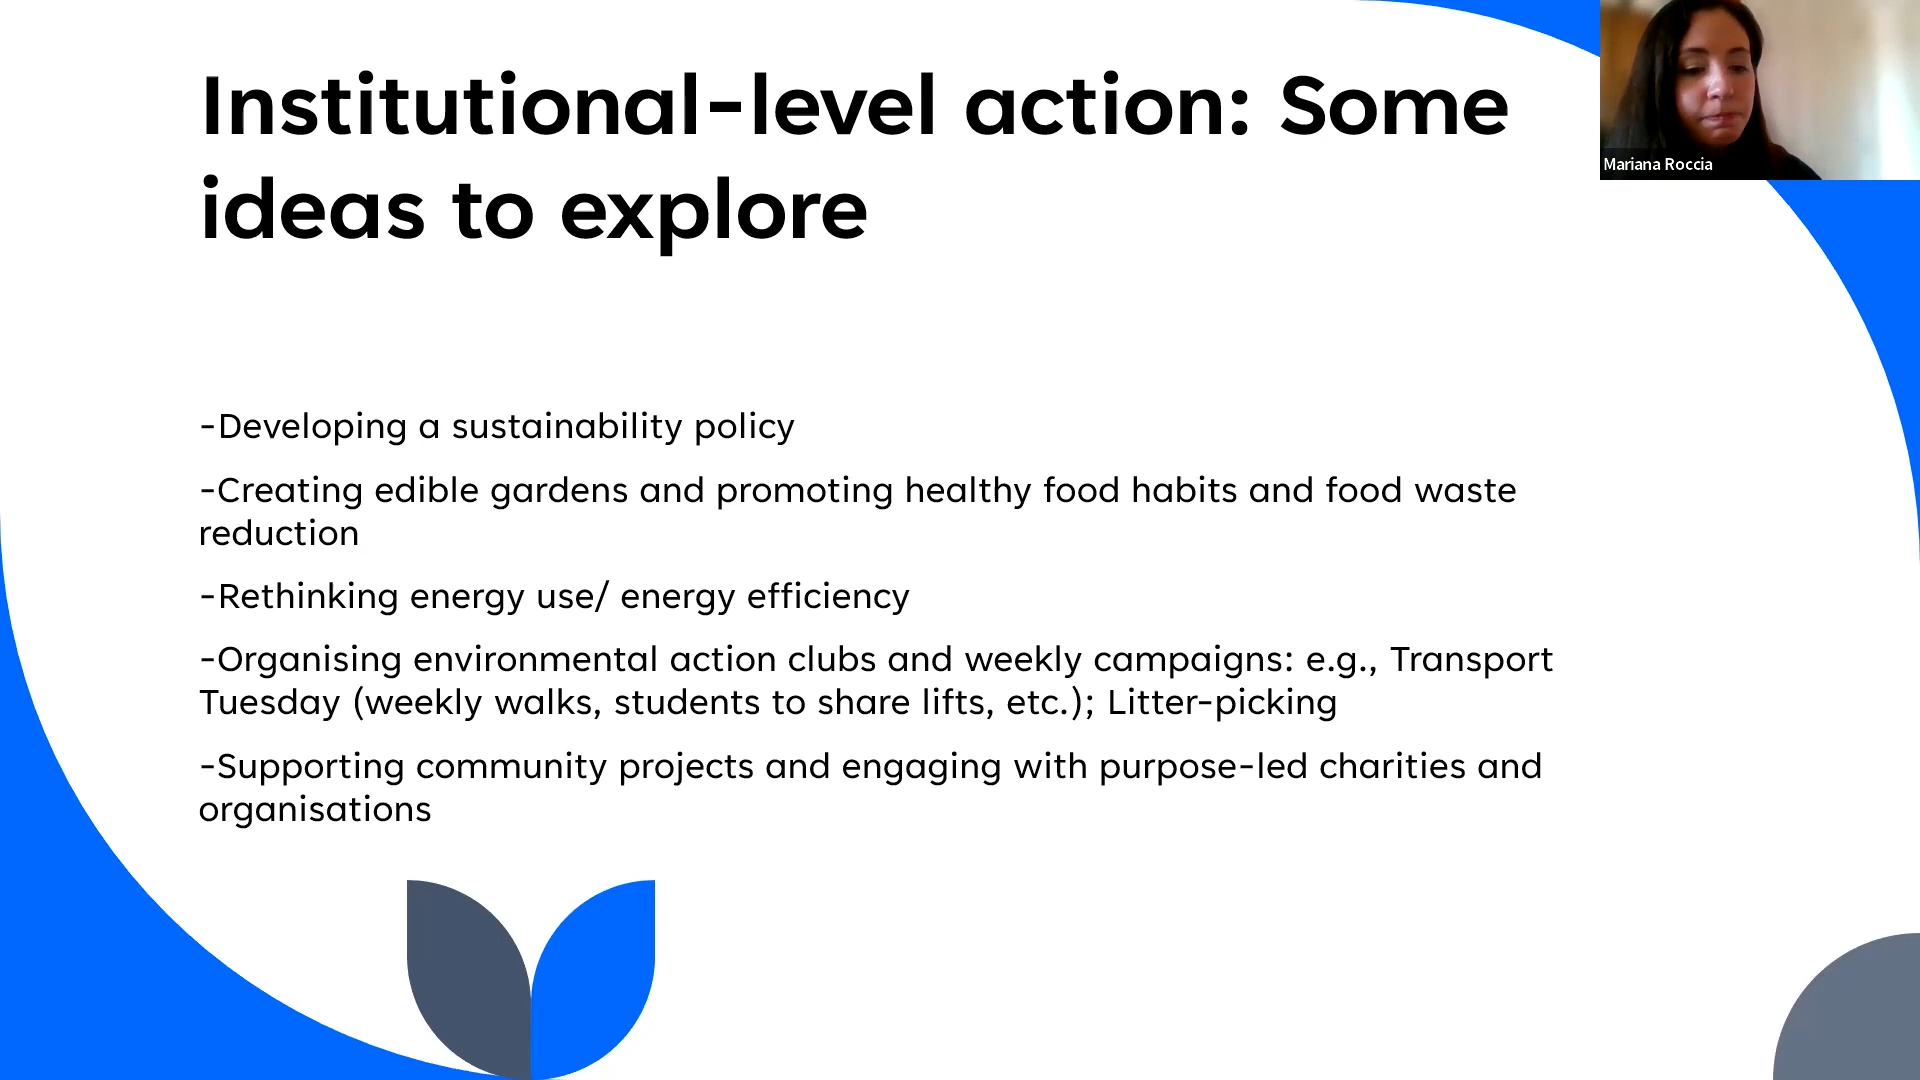 Institutional-level action: Some
ideas to explore
Mariana Roccia
-Developing a sustainability policy
-Creating edible gardens and promoting healthy food habits and food waste
reduction
-Rethinking energy use/ energy efficiency
-Organising environmental action clubs and weekly campaigns: e.g., Transport
Tuesday (weekly walks, students to share lifts, etc.); Litter-picking
-Supporting community projects and engaging with purpose-led charities and
organisations